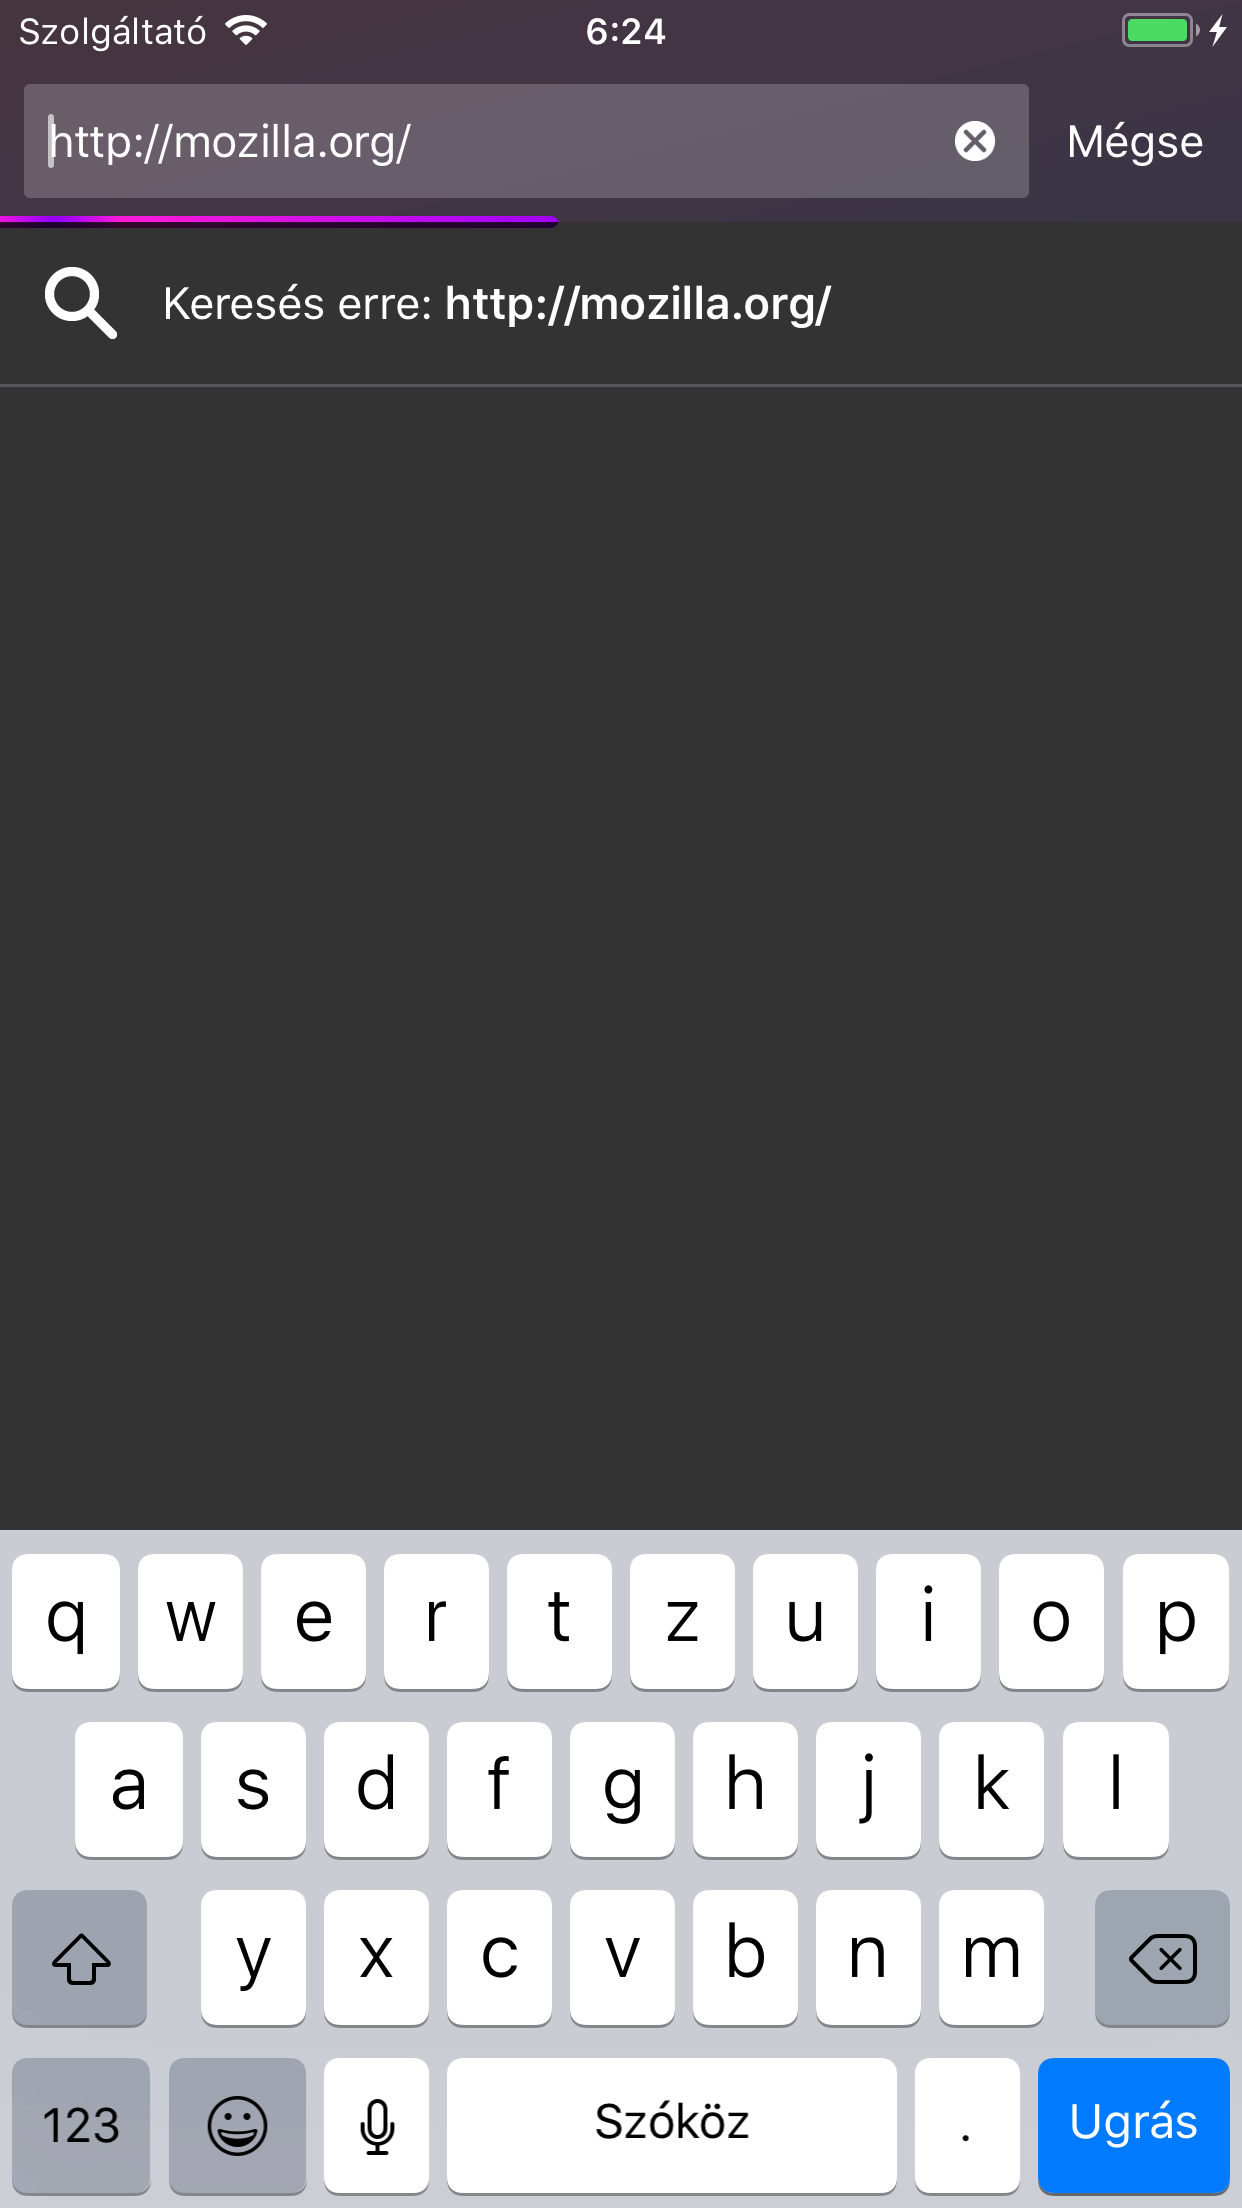 Szolgáltató 6:24
http://mozilla.org/ Mégse
Keresés erre: http://mozilla.org/
q w e r t z u i o p
a s d f g h j k l
y x c v b n m
123 Szóköz . Ugrás